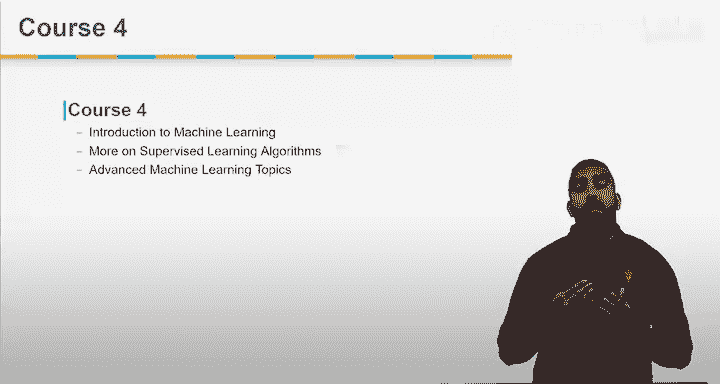 Course 4
Course 4
– Introduction to Machine Learning
– More on Supervised Learning Algorithms
– Advanced Machine Learning Topics